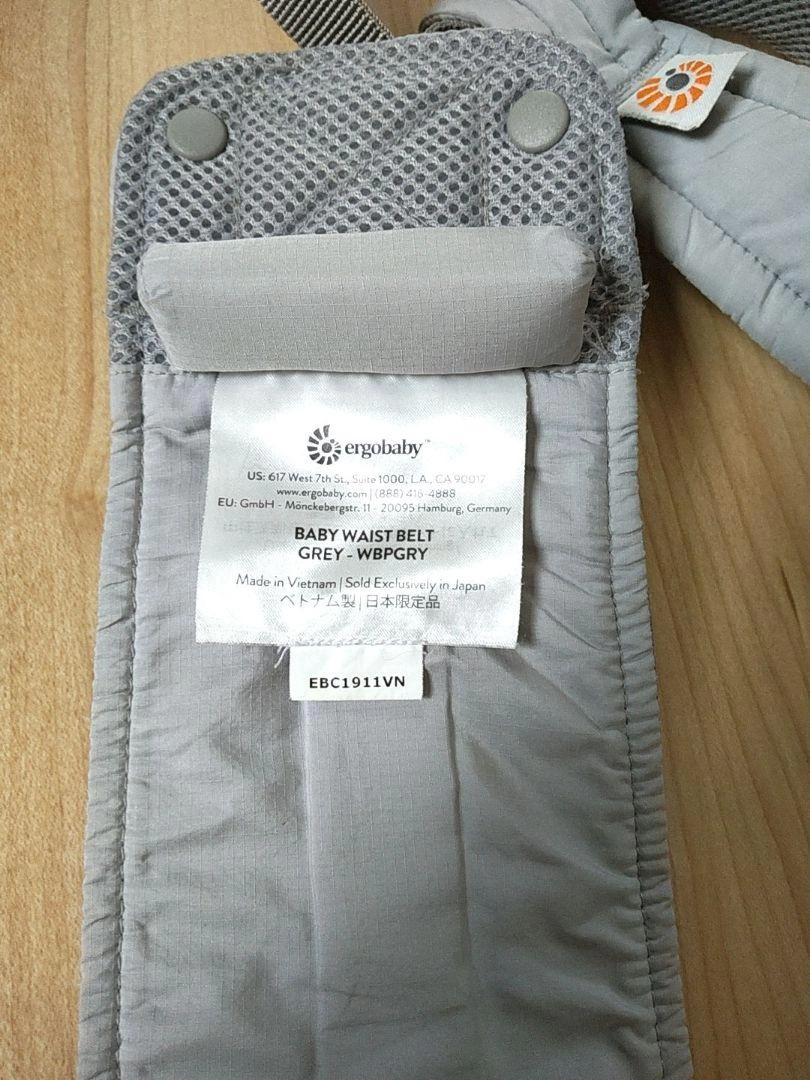 ergobaby™
US: 617 West 7th St., Suite 1000, L.A., CA 90017
www.ergobaby.com | (888) 416-4888
EU: GmbH - Mönckebergstr. 11 - 20095 Hamburg, Germany
BABY WAIST BELT
GREY - WBPGRY
Made in Vietnam | Sold Exclusively in Japan
ベトナム製 | 日本限定品
EBC1911VN